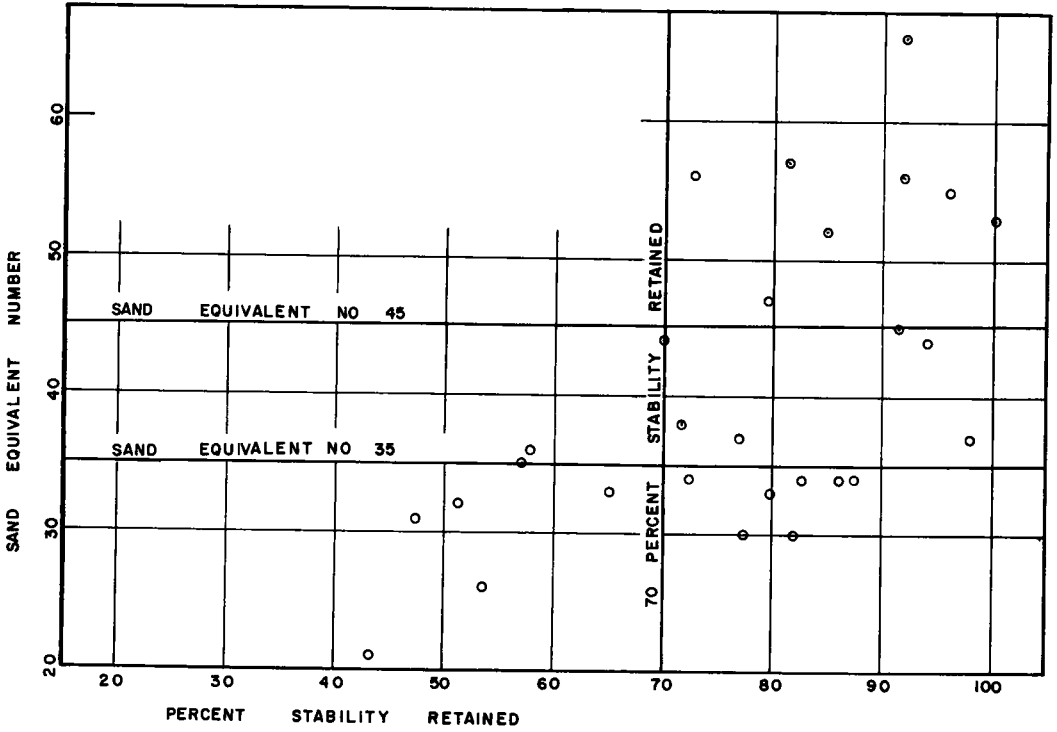 60
50
40
30
20
SAND EQUIVALENT NUMBER
SAND EQUIVALENT NO 45
SAND EQUIVALENT NO 35
70 PERCENT STABILITY RETAINED
20 30 40 50 60 70 80 90 100
PERCENT STABILITY RETAINED